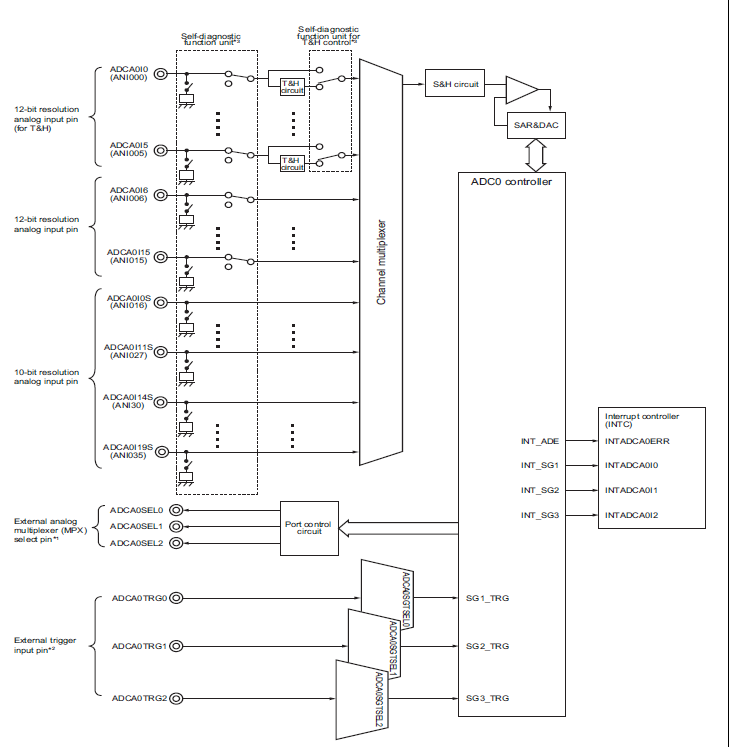 Self-diagnostic
function unit*3
Self-diagnostic
function unit for
T&H control*3
ADCA0I0
(ANI000)
T&H
circuit
12-bit resolution
analog input pin
(for T&H)
ADCA0I5
(ANI005)
T&H
circuit
ADCA0I6
(ANI006)
12-bit resolution
analog input pin
ADCA0I15
(ANI015)
ADCA0I0S
(ANI016)
ADCA0I11S
(ANI027)
10-bit resolution
analog input pin
ADCA0I14S
(ANI30)
ADCA0I19S
(ANI035)
Channel multiplexer
S&H circuit
SAR&DAC
ADC0 controller
Interrupt controller
(INTC)
INT_ADE
INTADCA0ERR
INT_SG1
INTADCA0I0
INT_SG2
INTADCA0I1
INT_SG3
INTADCA0I2
External analog
multiplexer (MPX)
select pin*1
ADCA0SEL0
ADCA0SEL1
ADCA0SEL2
Port control
circuit
External trigger
input pin*2
ADCA0TRG0
ADCA0SGTSEL0
SG1_TRG
ADCA0TRG1
ADCA0SGTSEL1
SG2_TRG
ADCA0TRG2
ADCA0SGTSEL2
SG3_TRG